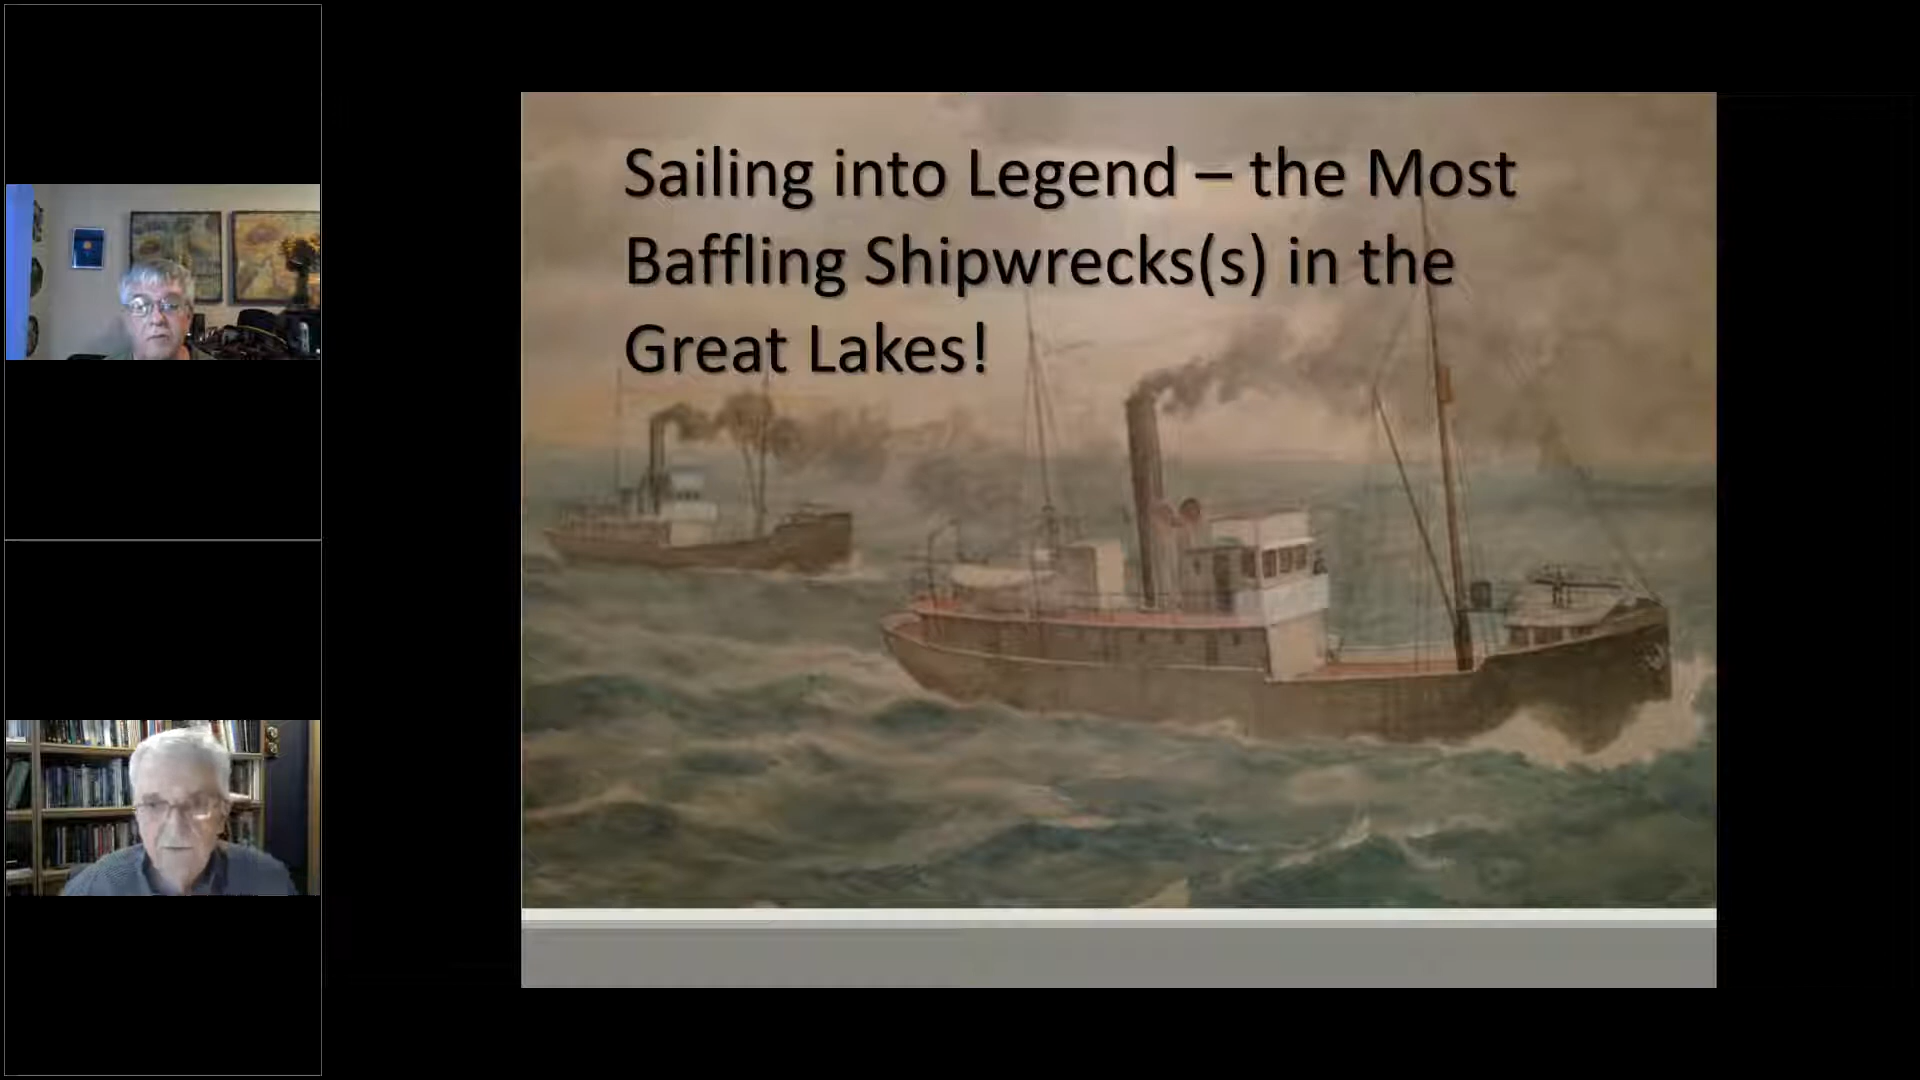 Sailing into Legend – the Most
Baffling Shipwrecks(s) in the
Great Lakes!